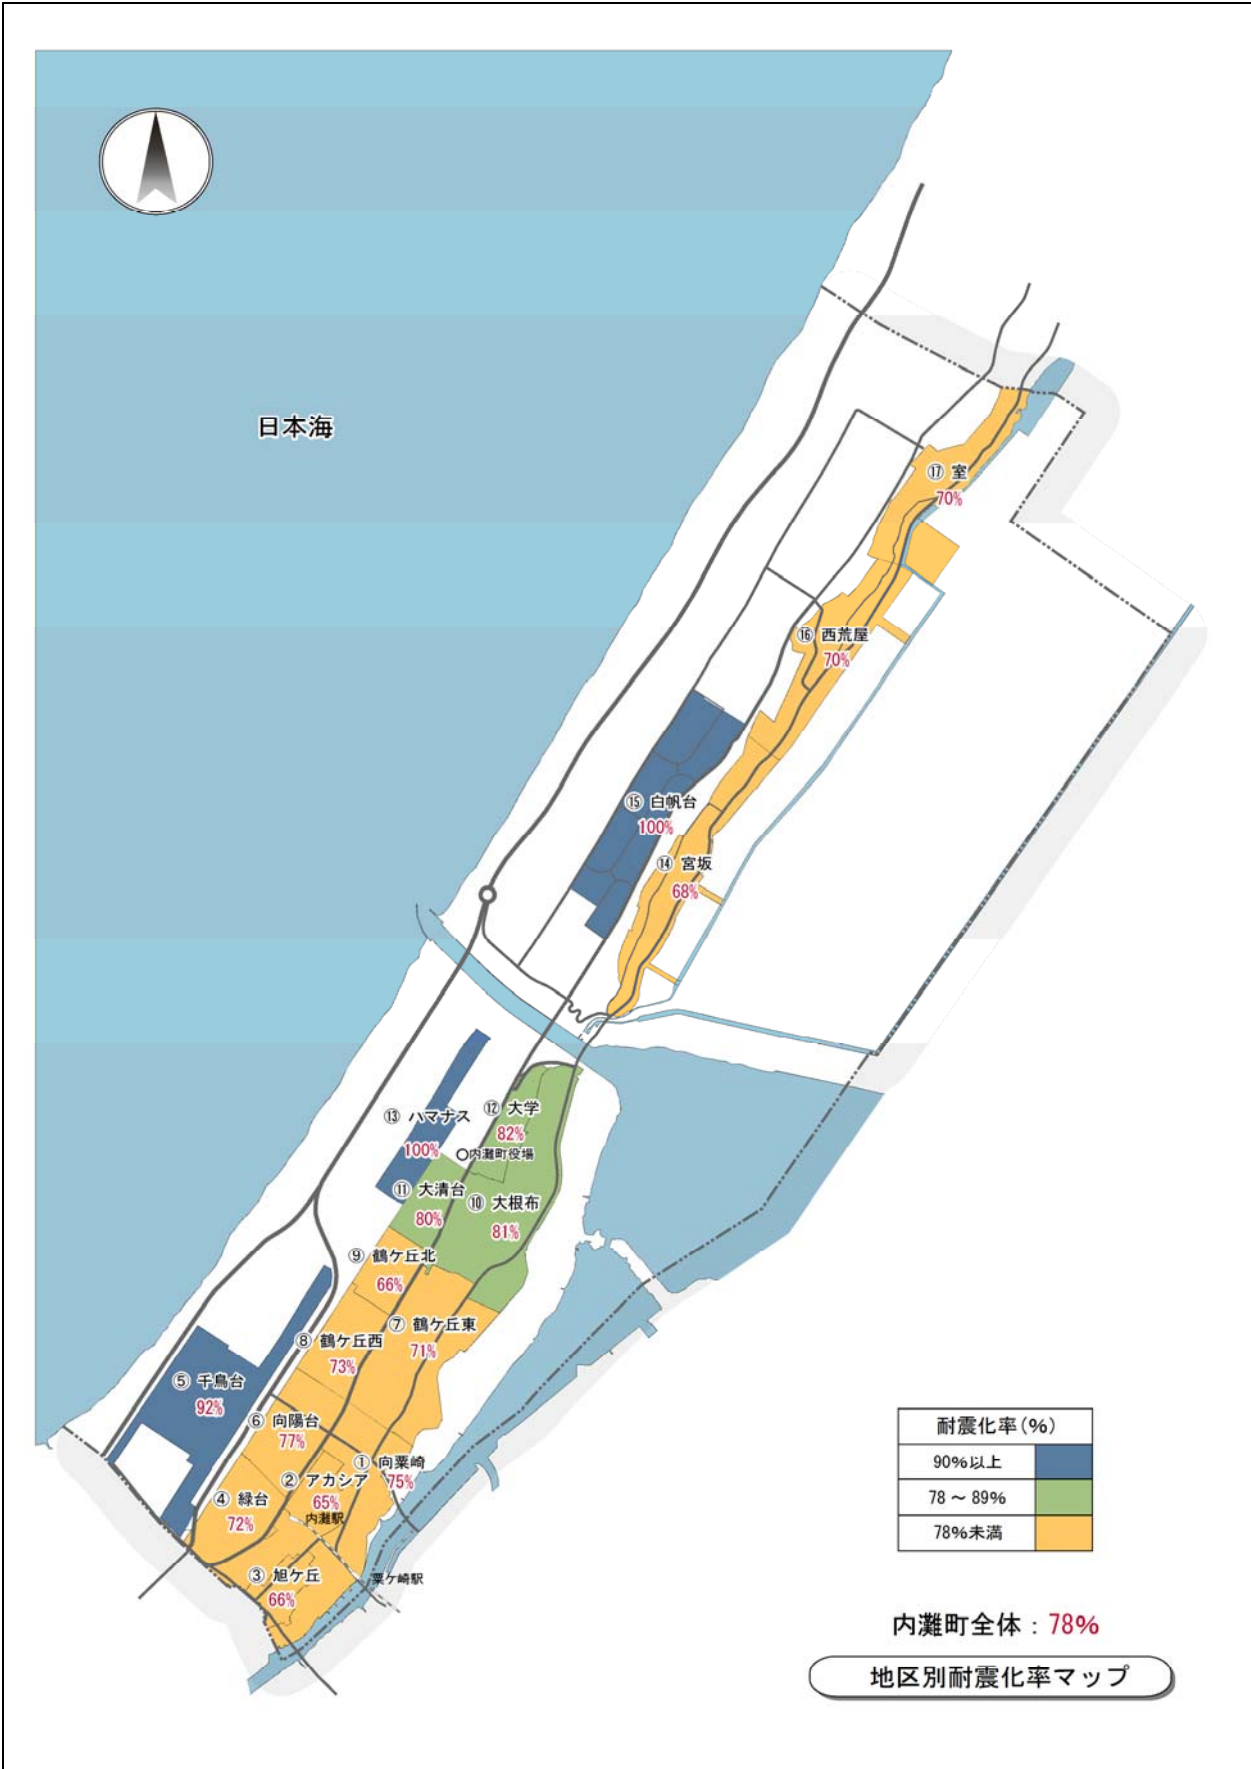 日本海
⑰ 室
70%
⑯ 西荒屋
70%
⑮ 白帆台
100%
⑭ 宮坂
68%
⑬ ハマナス
100%
⑫ 大学
82%
内灘町役場
⑪ 大清台
80%
⑩ 大根布
81%
⑨ 鶴ケ丘北
66%
⑦ 鶴ケ丘東
71%
⑧ 鶴ケ丘西
73%
⑤ 千鳥台
92%
⑥ 向陽台
77%
① 向粟崎
75%
② アカシア
65%
内灘駅
④ 緑台
72%
③ 旭ケ丘
66%
粟ケ崎駅
耐震化率(%)
90%以上
78 ～ 89%
78%未満
内灘町全体：78%
地区別耐震化率マップ